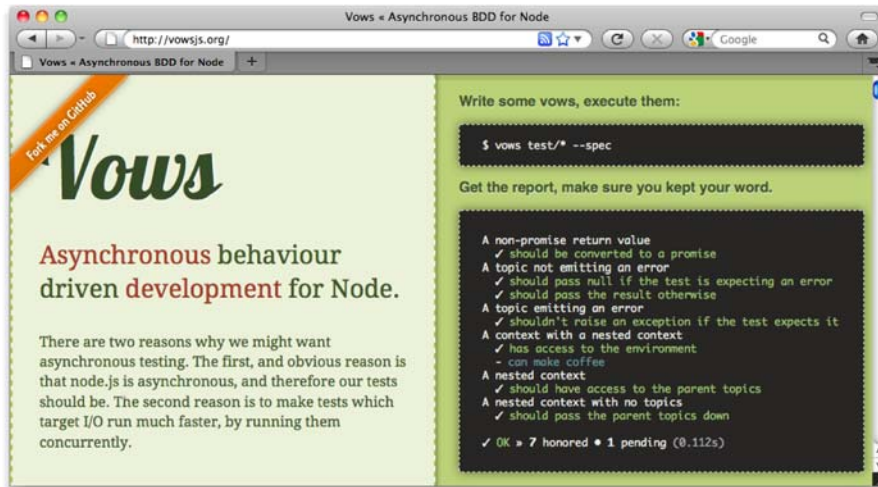 Vows « Asynchronous BDD for Node
http://vowsjs.org/
Google
Vows « Asynchronous BDD for Node
Fork me on GitHub
Vows
Asynchronous behaviour
driven development for Node.
There are two reasons why we might want
asynchronous testing. The first, and obvious reason is
that node.js is asynchronous, and therefore our tests
should be. The second reason is to make tests which
target I/O run much faster, by running them
concurrently.
Write some vows, execute them:
$ vows test/* --spec
Get the report, make sure you kept your word.
A non-promise return value
✓ should be converted to a promise
A topic not emitting an error
✓ should pass null if the test is expecting an error
✓ should pass the result otherwise
A topic emitting an error
✓ shouldn't raise an exception if the test expects it
A context with a nested context
✓ has access to the environment
- can make coffee
A nested context
✓ should have access to the parent topics
A nested context with no topics
✓ should pass the parent topics down
✓ OK » 7 honored • 1 pending (0.112s)